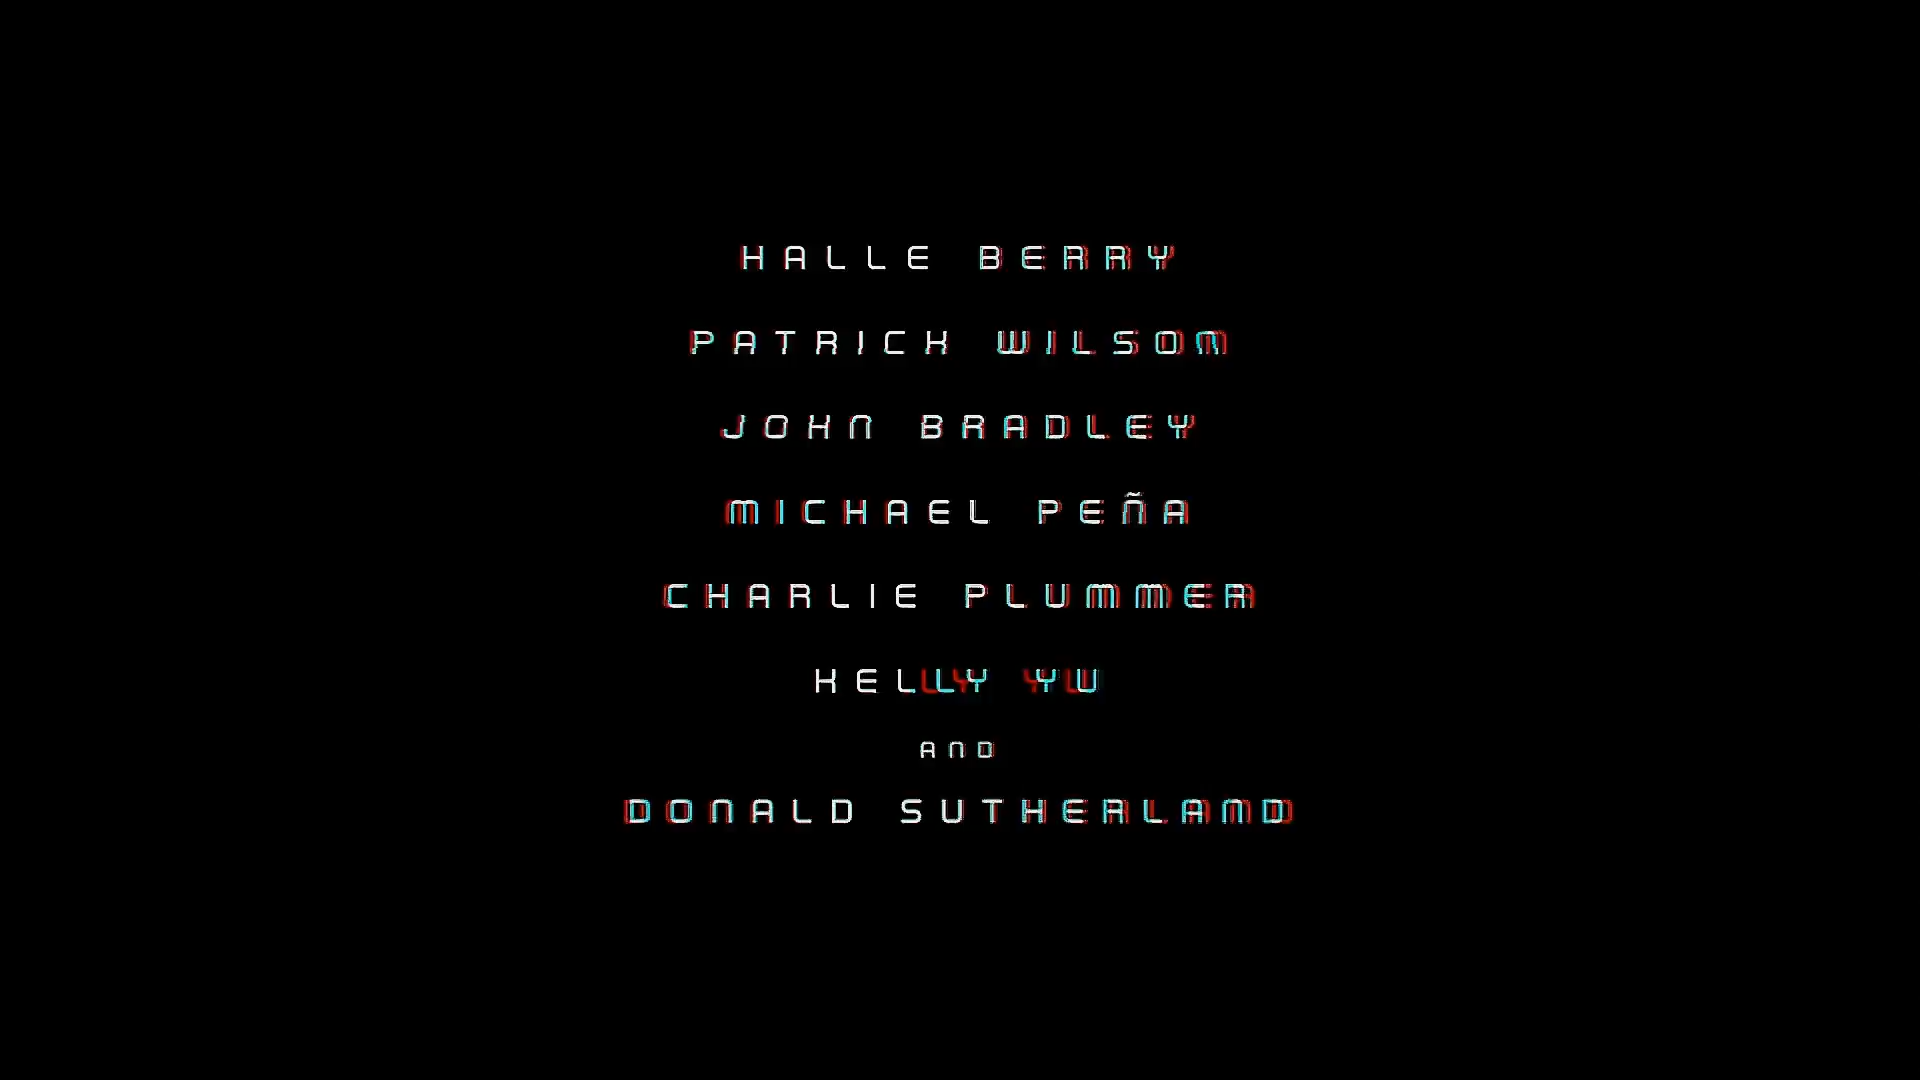 HALLE BERRY
PATRICK WILSON
JOHN BRADLEY
MICHAEL PEÑA
CHARLIE PLUMMER
KELLY YU
AND
DONALD SUTHERLAND